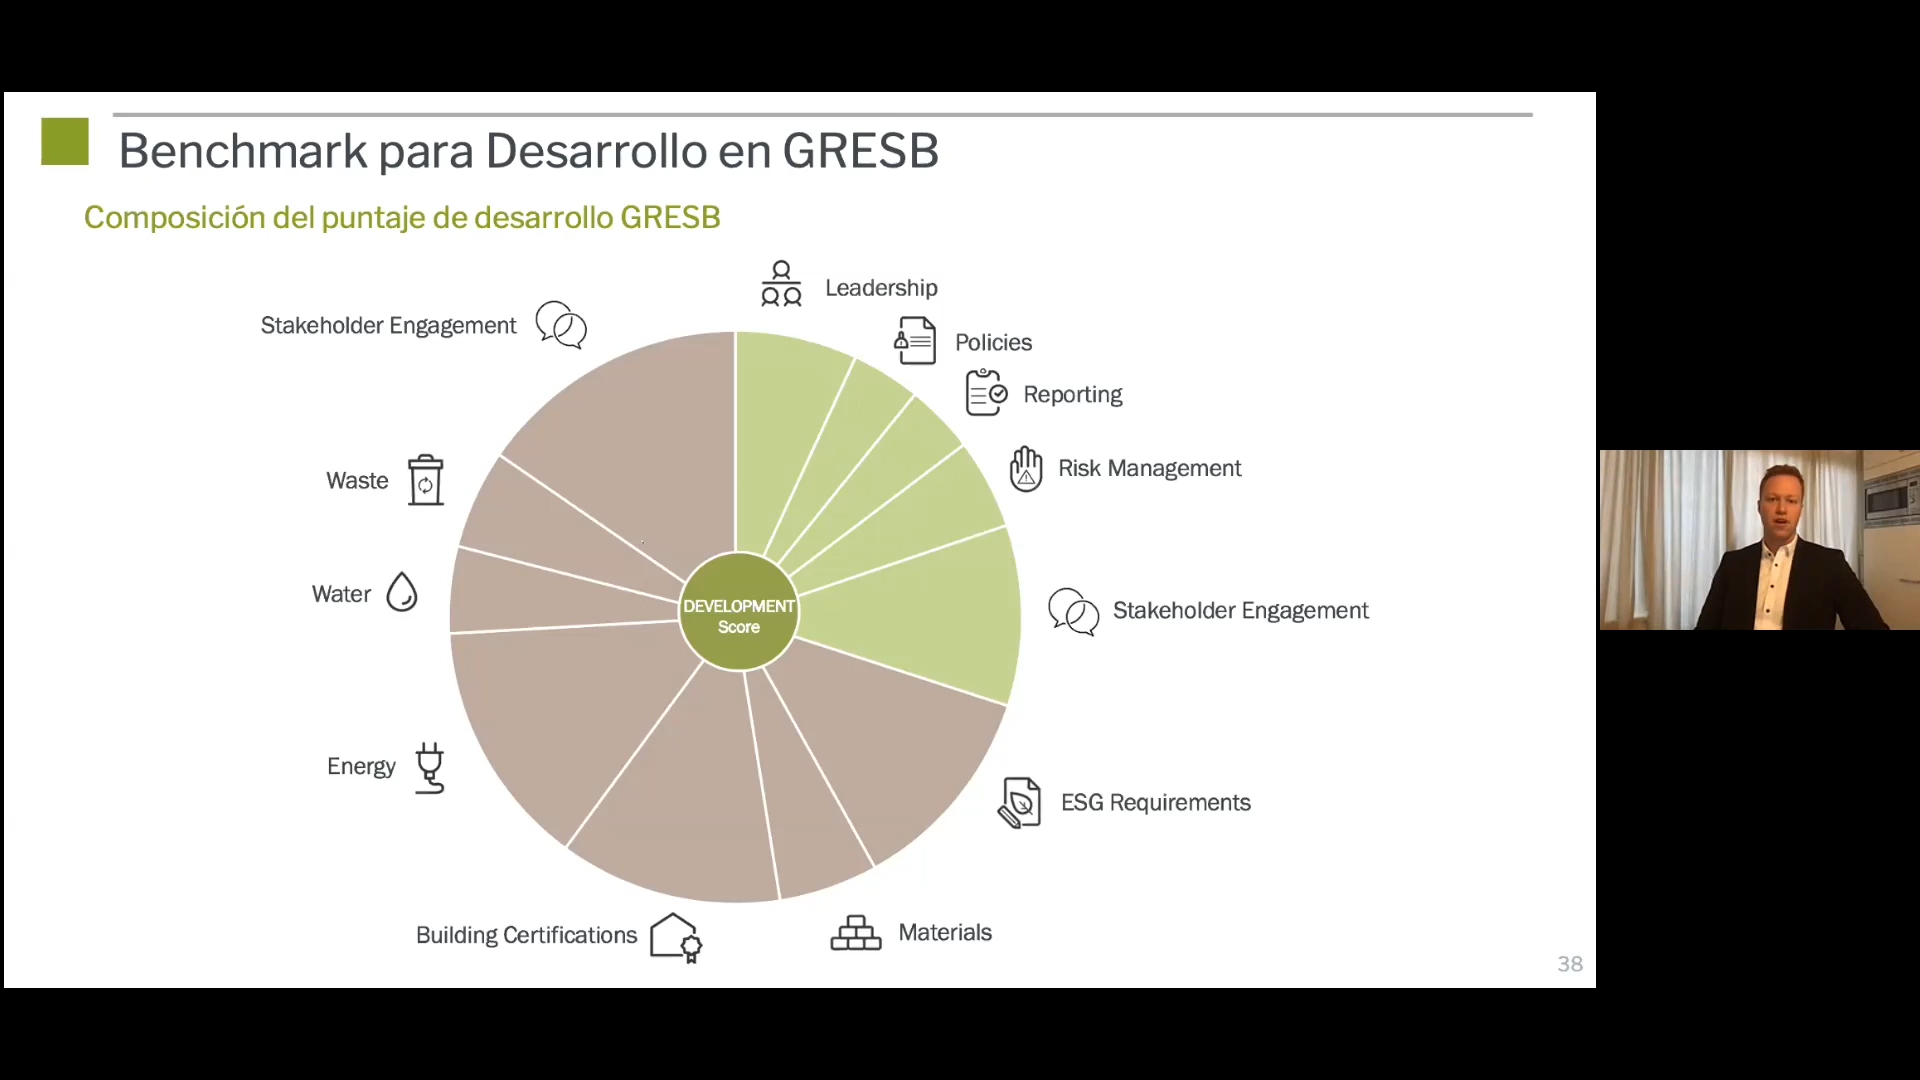 Benchmark para Desarrollo en GRESB
Composición del puntaje de desarrollo GRESB
Leadership
Policies
Reporting
Risk Management
Stakeholder Engagement
ESG Requirements
Materials
Building Certifications
Energy
Water
Waste
Stakeholder Engagement
DEVELOPMENT
Score
38